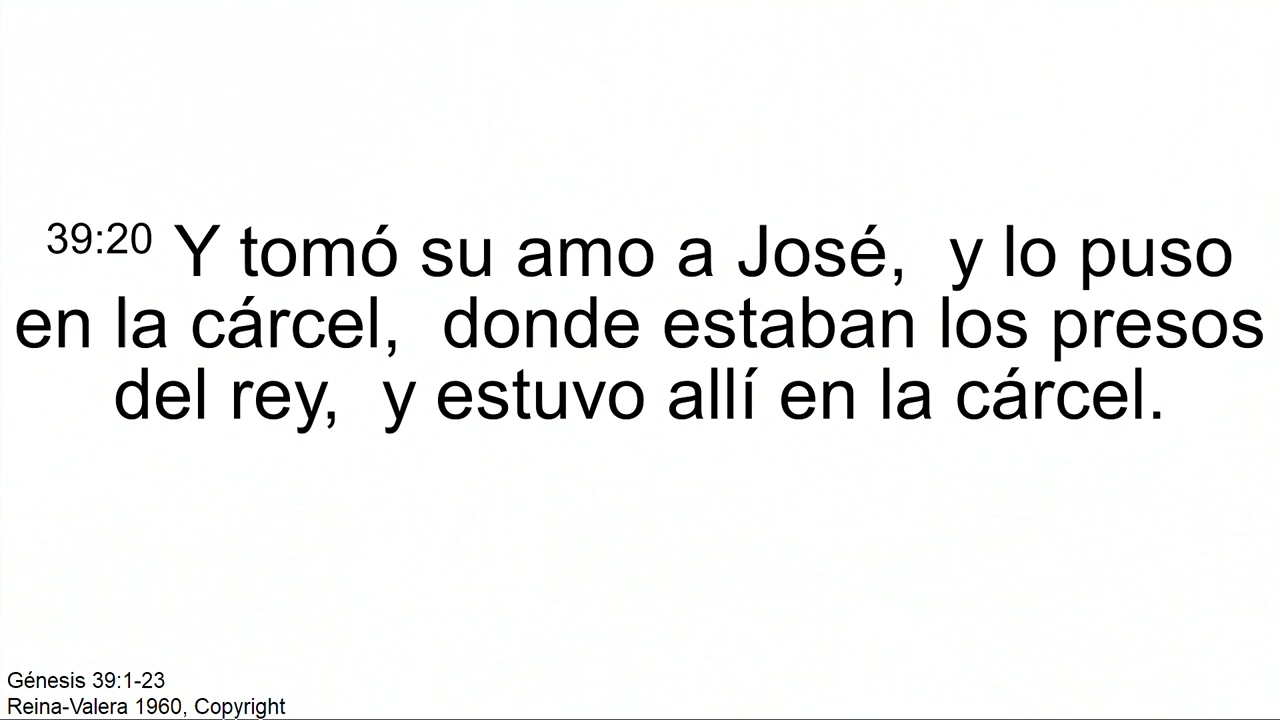 39:20 Y tomó su amo a José,  y lo puso
en la cárcel,  donde estaban los presos
del rey,  y estuvo allí en la cárcel.
Génesis 39:1-23
Reina-Valera 1960, Copyright